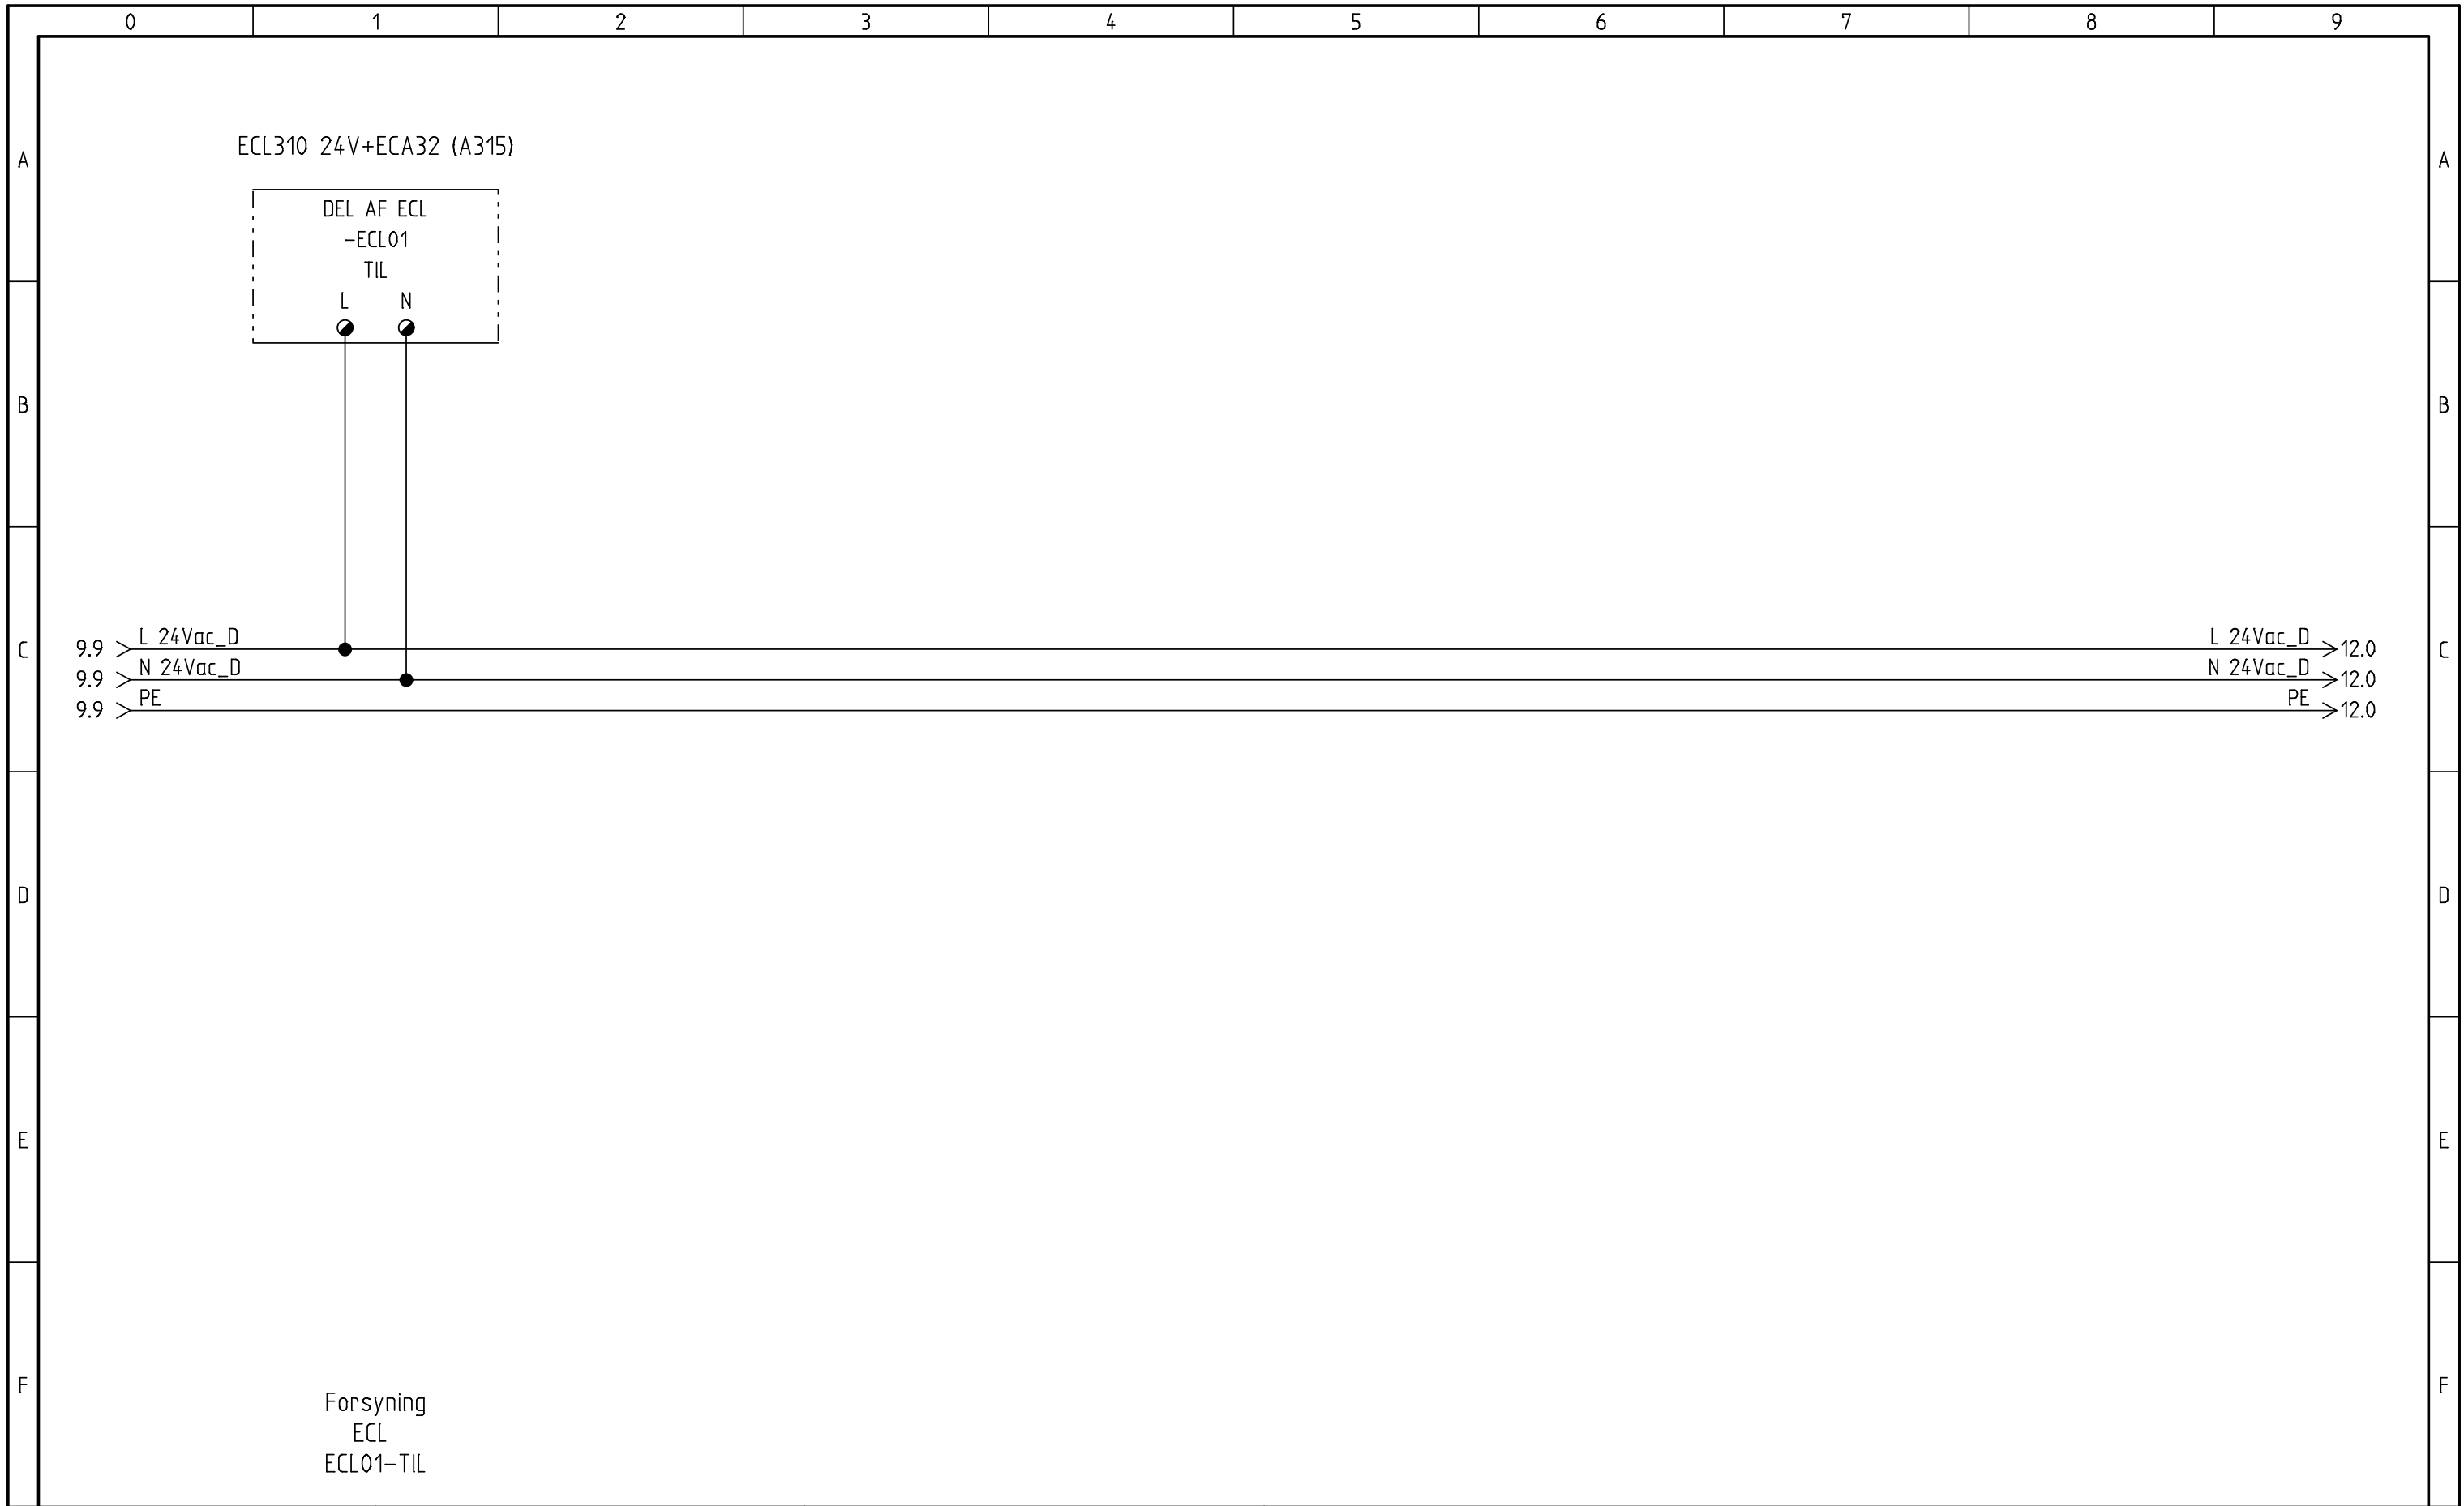 0 1 2 3 4 5 6 7 8 9
A A
ECL310 24V+ECA32 (A315)
DEL AF ECL
-ECL01
TIL
L N
B B
C C
9.9 L 24Vac_D L 24Vac_D 12.0
9.9 N 24Vac_D N 24Vac_D 12.0
9.9 PE PE 12.0
D D
E E
F F
Forsyning
ECL
ECL01-TIL